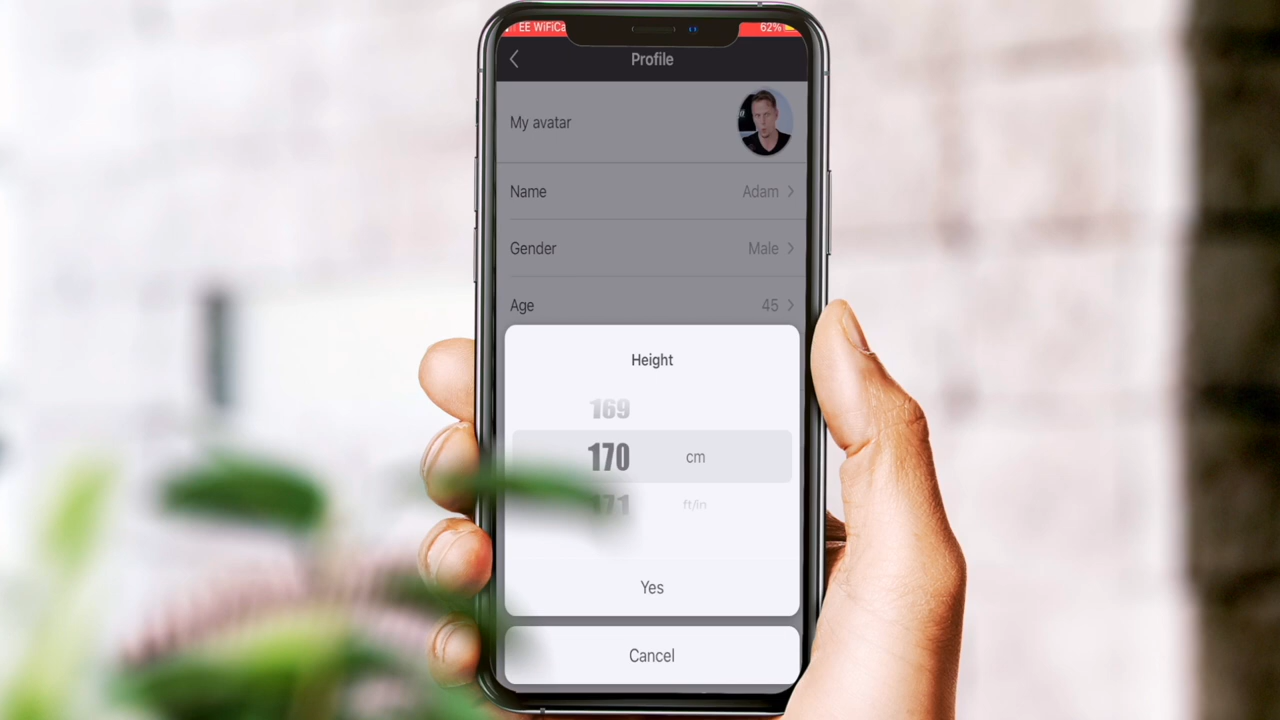 EE WiFiCa
62%
Profile
My avatar
Name Adam
Gender Male
Age 45
Height
169
170 cm
171 ft/in
Yes
Cancel